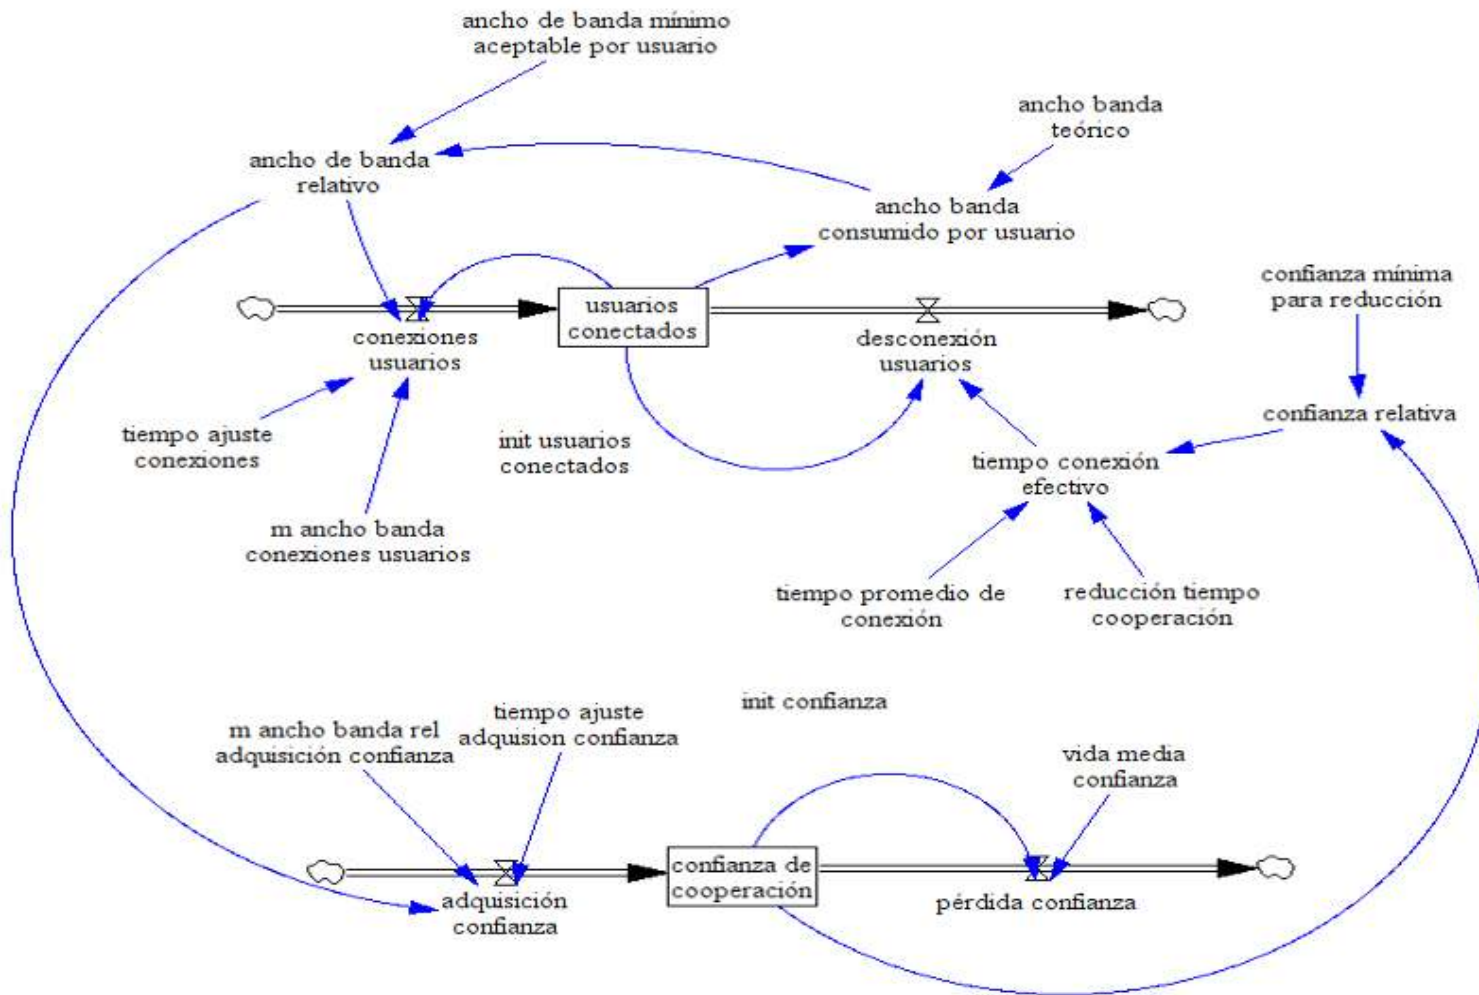 ancho de banda mínimo
aceptable por usuario
ancho banda
teórico
ancho de banda
relativo
ancho banda
consumido por usuario
confianza mínima
para reducción
usuarios
conectados
conexiones
usuarios
desconexión
usuarios
confianza relativa
tiempo ajuste
conexiones
init usuarios
conectados
tiempo conexión
efectivo
m ancho banda
conexiones usuarios
tiempo promedio de
conexión
reducción tiempo
cooperación
init confianza
m ancho banda rel
adquisición confianza
tiempo ajuste
adquision confianza
vida media
confianza
confianza de
cooperación
adquisición
confianza
pérdida confianza